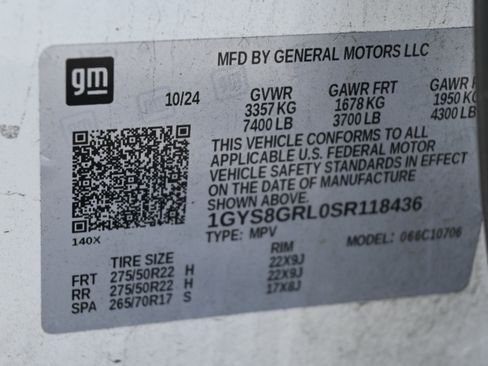 gm
MFD BY GENERAL MOTORS LLC
10/24 GVWR GAWR FRT GAWR F
3357 KG 1678 KG 1950 KG
7400 LB 3700 LB 4300 LB
THIS VEHICLE CONFORMS TO ALL
APPLICABLE U.S. FEDERAL MOTOR
VEHICLE SAFETY STANDARDS IN EFFECT
ON THE DATE OF MANUFACTURE
SHOWN ABOVE.
1GYS8GRL0SR118436
140X
TYPE: MPV MODEL: 066C10706
TIRE SIZE RIM
FRT 275/50R22 H 22X9J
RR 275/50R22 H 22X9J
SPA 265/70R17 S 17X8J